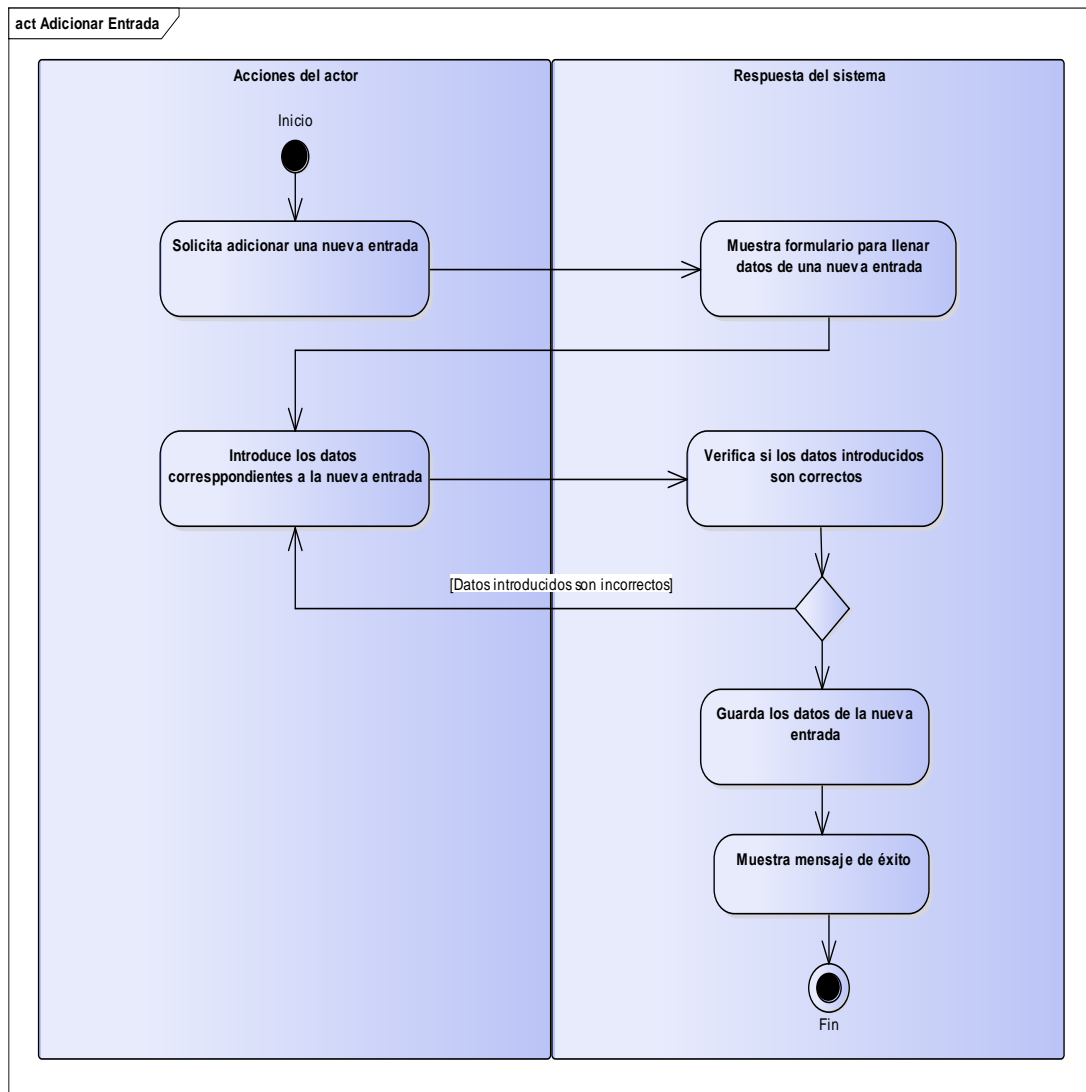 act Adicionar Entrada
Acciones del actor
Respuesta del sistema
Inicio
Solicita adicionar una nueva entrada
Muestra formulario para llenar
datos de una nueva entrada
Introduce los datos
corresppondientes a la nueva entrada
Verifica si los datos introducidos
son correctos
[Datos introducidos son incorrectos]
Guarda los datos de la nueva
entrada
Muestra mensaje de éxito
Fin